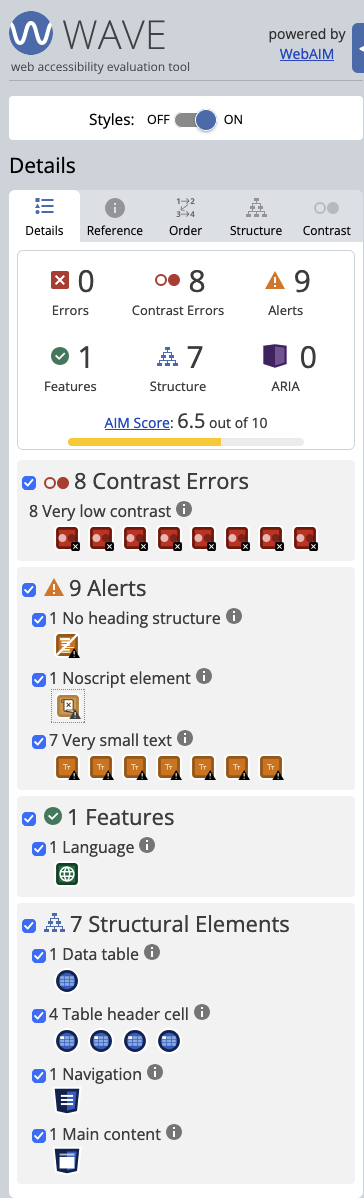 WAVE
web accessibility evaluation tool
powered by
WebAIM
Styles: OFF ON
Details
Details Reference Order Structure Contrast
0 8 9
Errors Contrast Errors Alerts
1 7 0
Features Structure ARIA
AIM Score: 6.5 out of 10
8 Contrast Errors
8 Very low contrast
9 Alerts
1 No heading structure
1 Noscript element
7 Very small text
1 Features
1 Language
7 Structural Elements
1 Data table
4 Table header cell
1 Navigation
1 Main content